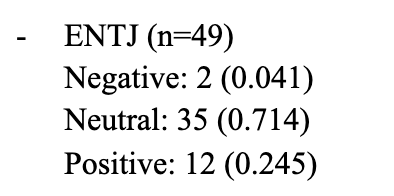 - ENTJ (n=49)
Negative: 2 (0.041)
Neutral: 35 (0.714)
Positive: 12 (0.245)